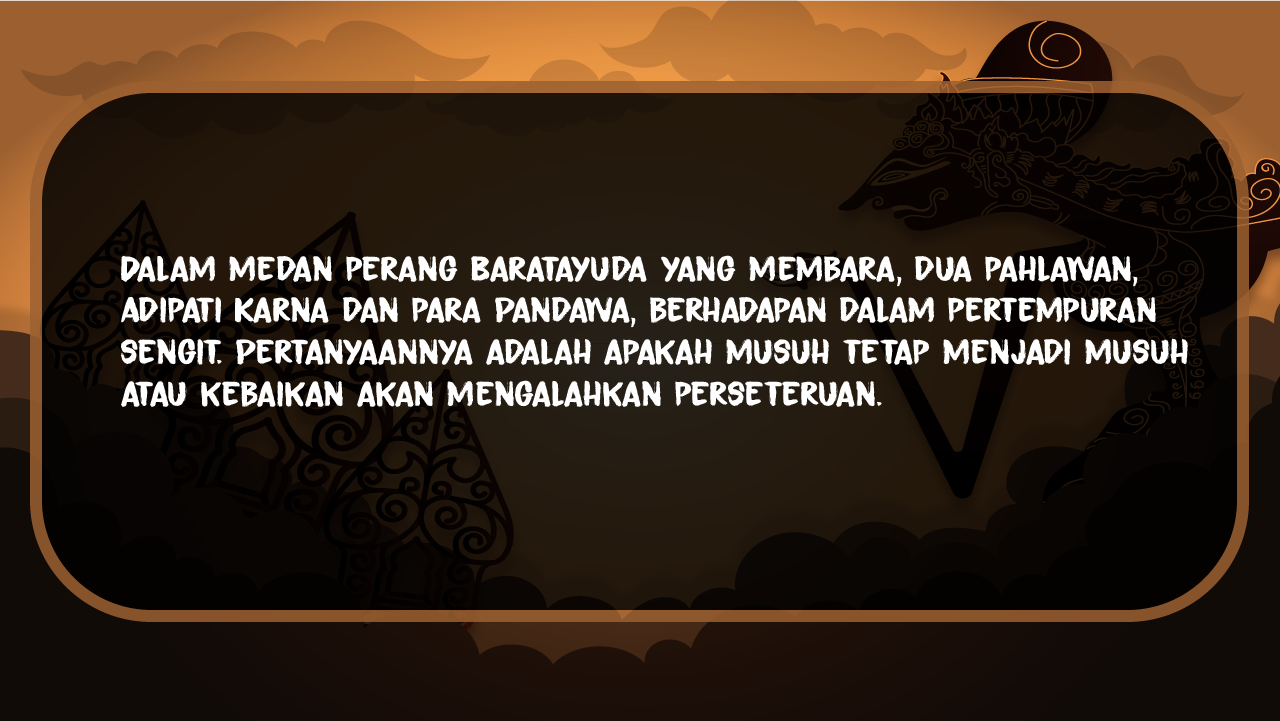 DALAM MEDAN PERANG BARATAYUDA YANG MEMBARA, DUA PAHLAWAN,
ADIPATI KARNA DAN PARA PANDAWA, BERHADAPAN DALAM PERTEMPURAN
SENGIT. PERTANYAANNYA ADALAH APAKAH MUSUH TETAP MENJADI MUSUH
ATAU KEBAIKAN AKAN MENGALAHKAN PERSETERUAN.